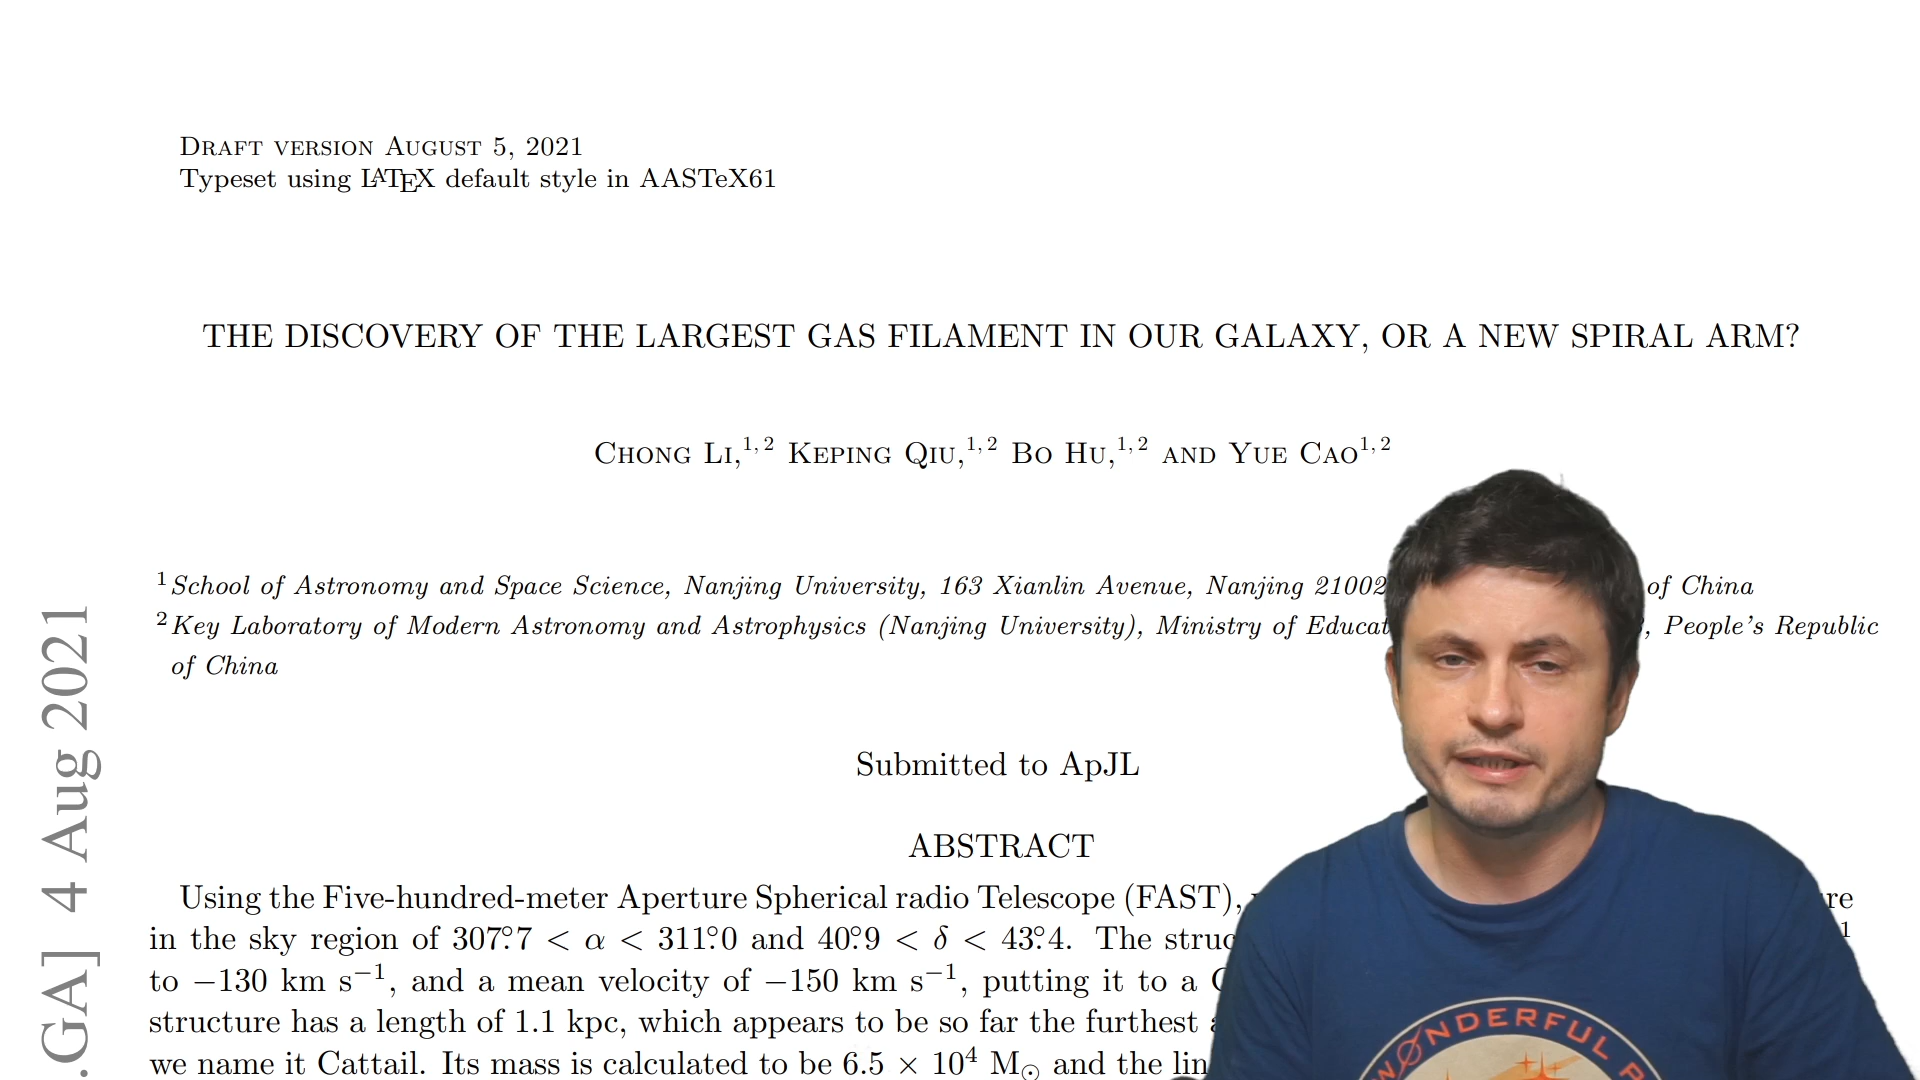 DRAFT VERSION AUGUST 5, 2021
Typeset using LATEX default style in AASTeX61
THE DISCOVERY OF THE LARGEST GAS FILAMENT IN OUR GALAXY, OR A NEW SPIRAL ARM?
CHONG LI,1, 2 KEPING QIU,1, 2 BO HU,1, 2 AND YUE CAO1, 2
1School of Astronomy and Space Science, Nanjing University, 163 Xianlin Avenue, Nanjing 21002 of China
2Key Laboratory of Modern Astronomy and Astrophysics (Nanjing University), Ministry of Educat , People's Republic
of China
Submitted to ApJL
ABSTRACT
Using the Five-hundred-meter Aperture Spherical radio Telescope (FAST), re
in the sky region of 307°.7 < α < 311°.0 and 40°.9 < δ < 43°.4. The struc 1
to −130 km s−1, and a mean velocity of −150 km s−1, putting it to a
structure has a length of 1.1 kpc, which appears to be so far the furthest
we name it Cattail. Its mass is calculated to be 6.5 × 10⁴ M⊙ and the lin
.GA] 4 Aug 2021
WONDERFUL P